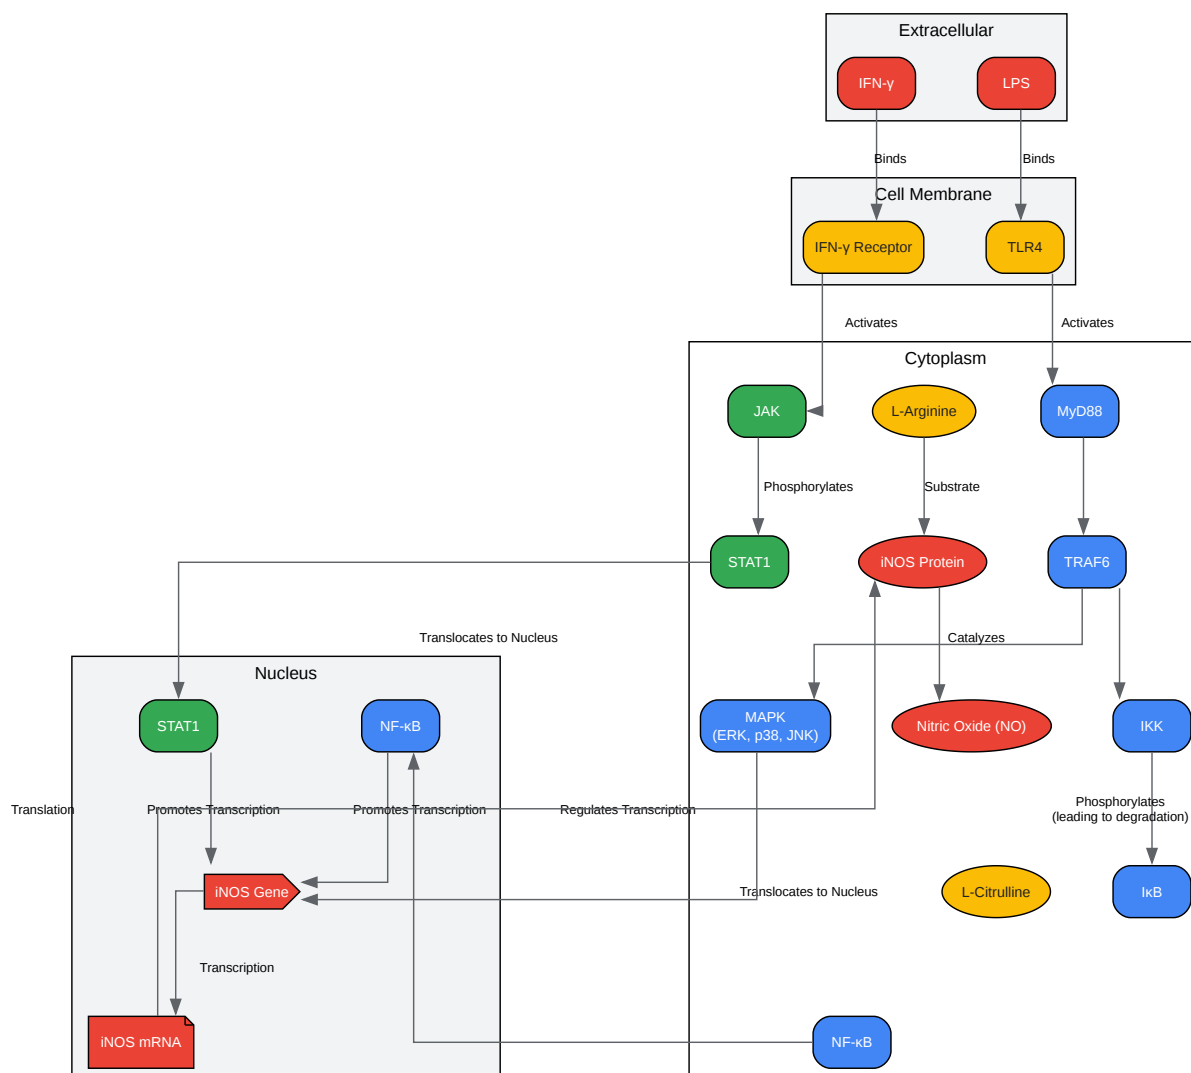 Extracellular
IFN-γ
LPS
Binds
Binds
Cell Membrane
IFN-γ Receptor
TLR4
Activates
Activates
Cytoplasm
JAK
L-Arginine
MyD88
Phosphorylates
Substrate
STAT1
iNOS Protein
TRAF6
Translocates to Nucleus
Catalyzes
Nucleus
STAT1
NF-κB
MAPK
(ERK, p38, JNK)
Nitric Oxide (NO)
IKK
Translation
Promotes Transcription
Promotes Transcription
Regulates Transcription
Phosphorylates
(leading to degradation)
iNOS Gene
Translocates to Nucleus
L-Citrulline
IκB
Transcription
iNOS mRNA
NF-κB